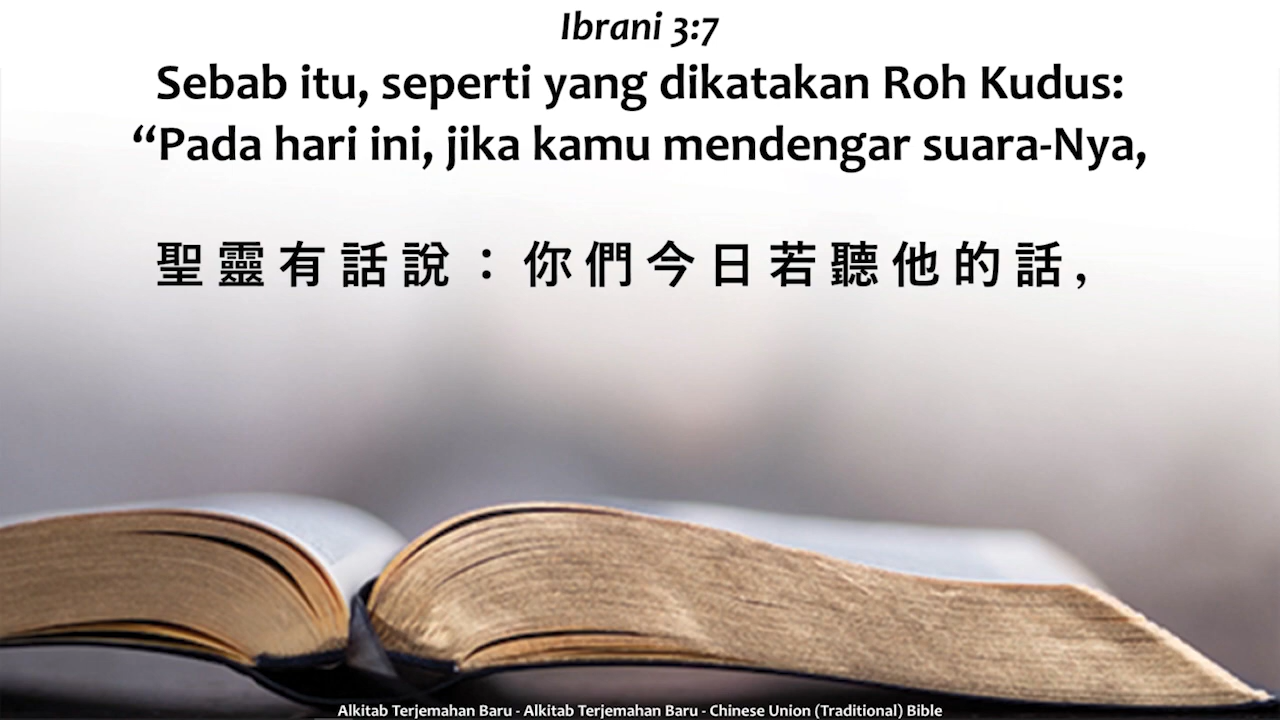 Ibrani 3:7
Sebab itu, seperti yang dikatakan Roh Kudus:
“Pada hari ini, jika kamu mendengar suara-Nya,
聖靈有話說：你們今日若聽他的話,
Alkitab Terjemahan Baru - Alkitab Terjemahan Baru - Chinese Union (Traditional) Bible